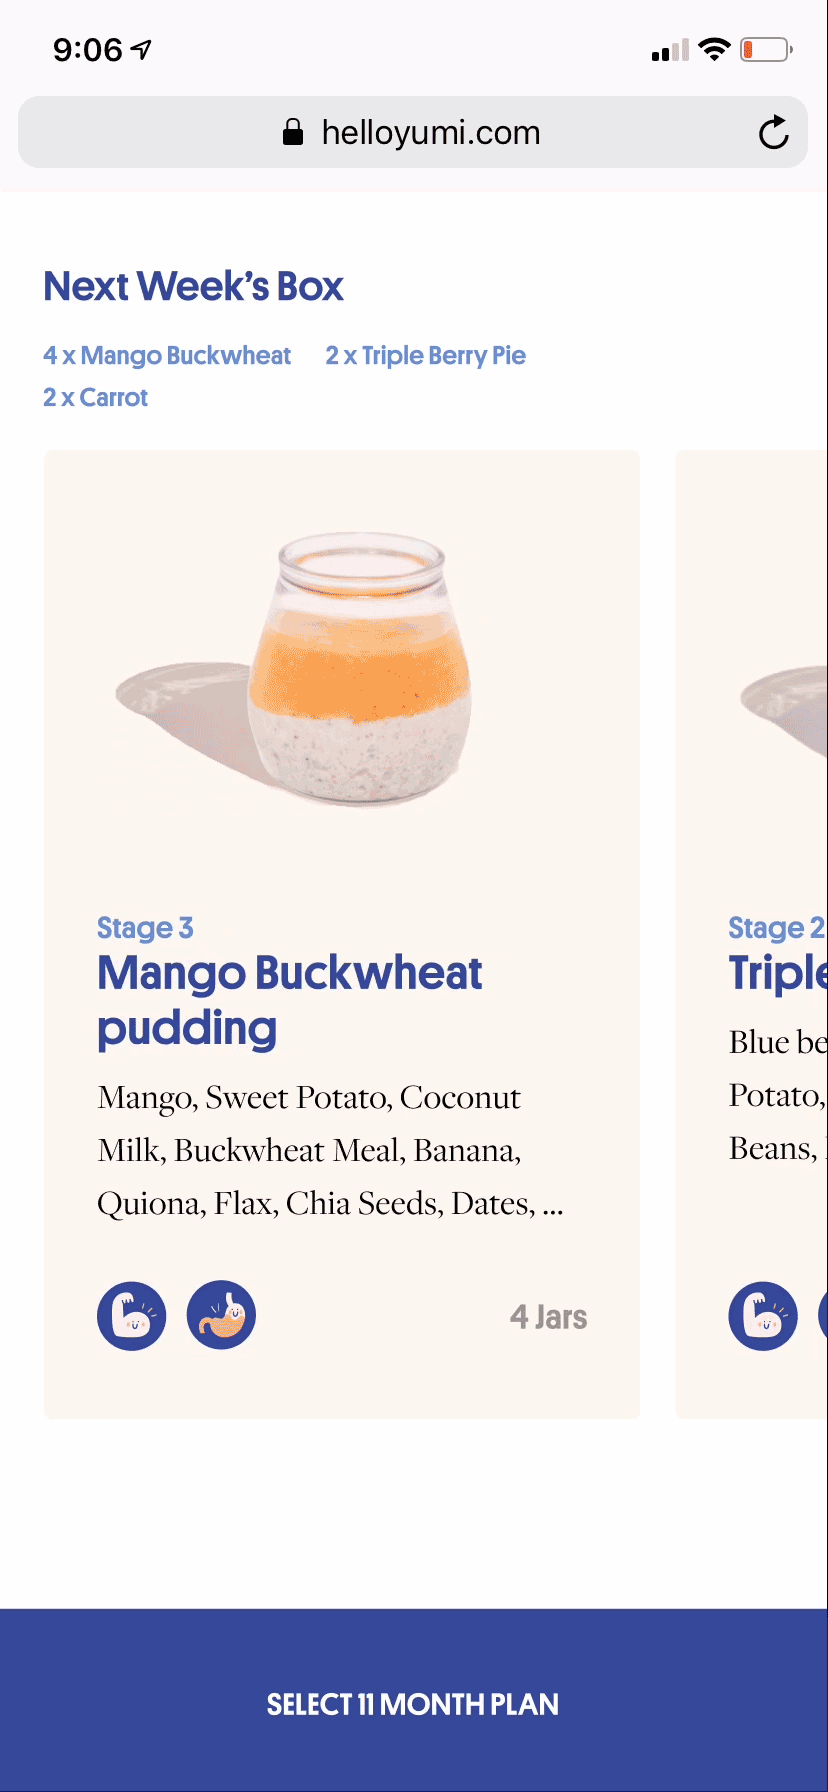 9:06
helloyumi.com
Next Week's Box
4 x Mango Buckwheat 2 x Triple Berry Pie
2 x Carrot
Stage 3
Mango Buckwheat
pudding
Mango, Sweet Potato, Coconut
Milk, Buckwheat Meal, Banana,
Quiona, Flax, Chia Seeds, Dates, ...
4 Jars
Stage 2
Triple
Blue be
Potato,
Beans,
SELECT 11 MONTH PLAN